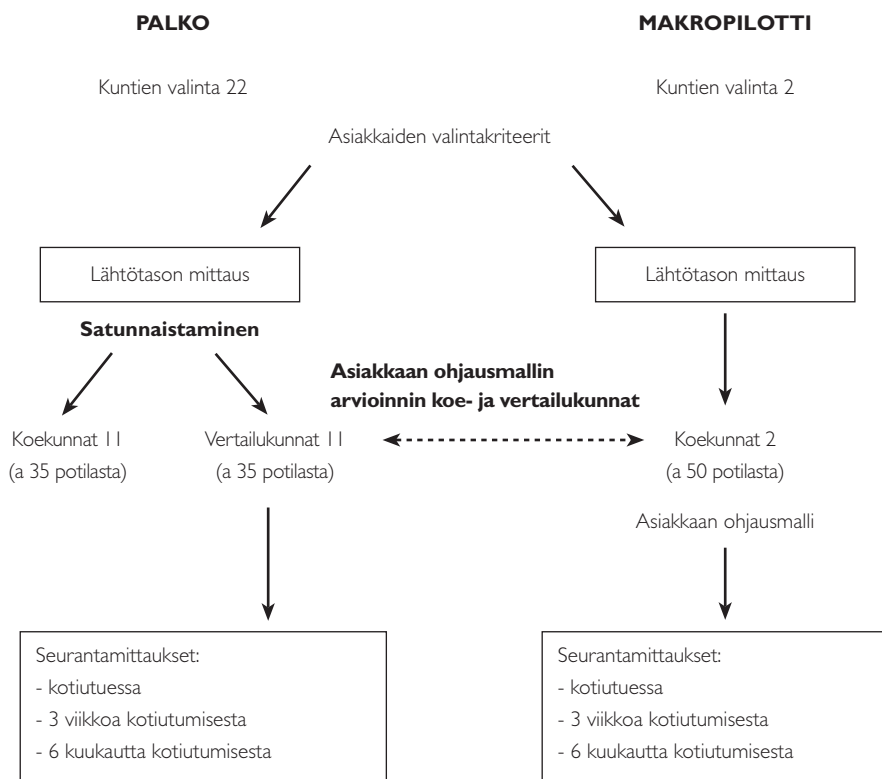 PALKO
MAKROPILOTTI
Kuntien valinta 22
Kuntien valinta 2
Asiakkaiden valintakriteerit
Lähtötason mittaus
Lähtötason mittaus
Satunnaistaminen
Asiakkaan ohjausmallin
arvioinnin koe- ja vertailukunnat
Koekunnat 11
(a 35 potilasta)
Vertailukunnat 11
(a 35 potilasta)
Koekunnat 2
(a 50 potilasta)
Asiakkaan ohjausmalli
Seurantamittaukset:
- kotiutuessa
- 3 viikkoa kotiutumisesta
- 6 kuukautta kotiutumisesta
Seurantamittaukset:
- kotiutuessa
- 3 viikkoa kotiutumisesta
- 6 kuukautta kotiutumisesta